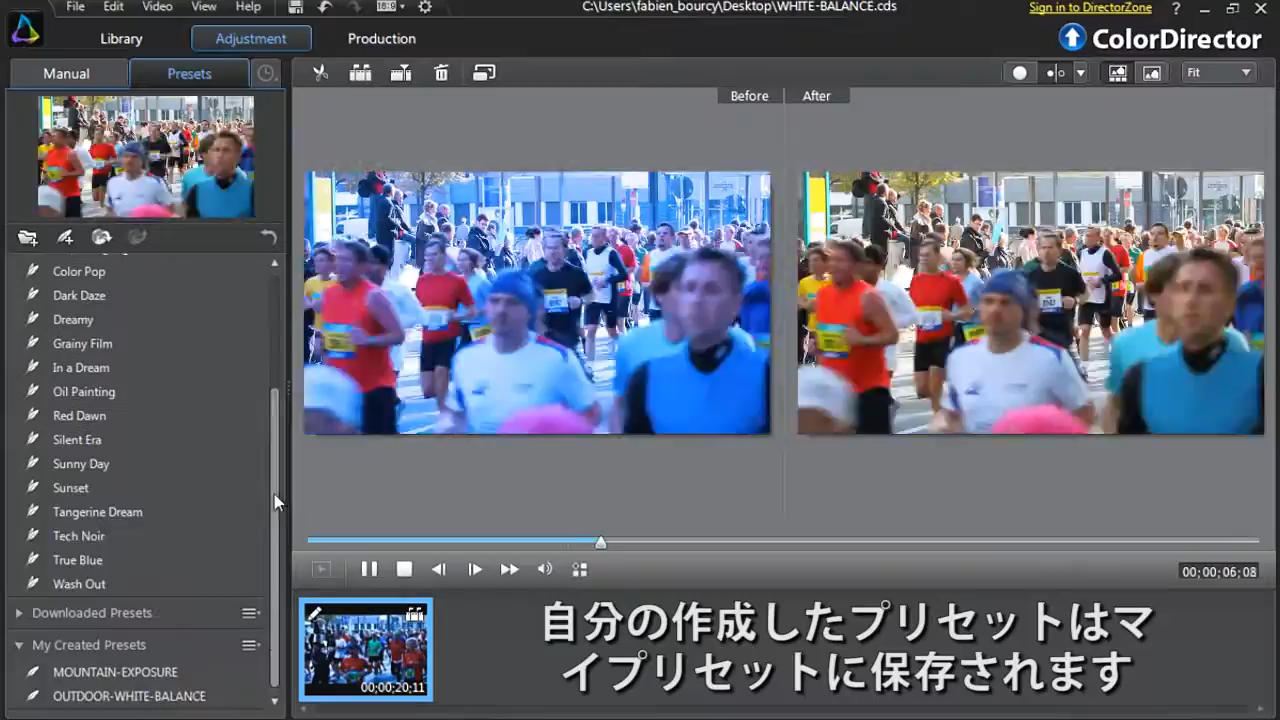 File Edit Video View Help 16:9 C:\Users\fabien_bourcy\Desktop\WHITE-BALANCE.cds Sign in to DirectorZone ?
Library Adjustment Production ColorDirector
Manual Presets Fit
Before After
Color Pop
Dark Daze
Dreamy
Grainy Film
In a Dream
Oil Painting
Red Dawn
Silent Era
Sunny Day
Sunset
Tangerine Dream
Tech Noir
True Blue
Wash Out
Downloaded Presets
My Created Presets
MOUNTAIN-EXPOSURE
OUTDOOR-WHITE-BALANCE
00;00;06;08
00;00;20;11
自分の作成したプリセットはマ
イプリセットに保存されます